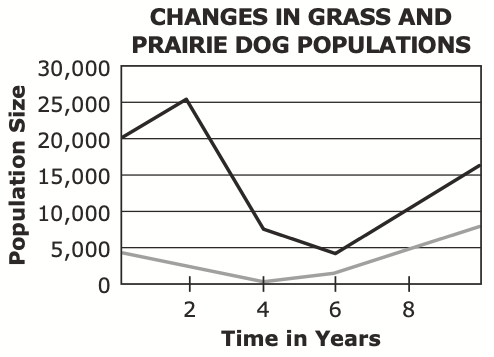 CHANGES IN GRASS AND
PRAIRIE DOG POPULATIONS
Population Size
30,000
25,000
20,000
15,000
10,000
5,000
0
2 4 6 8
Time in Years